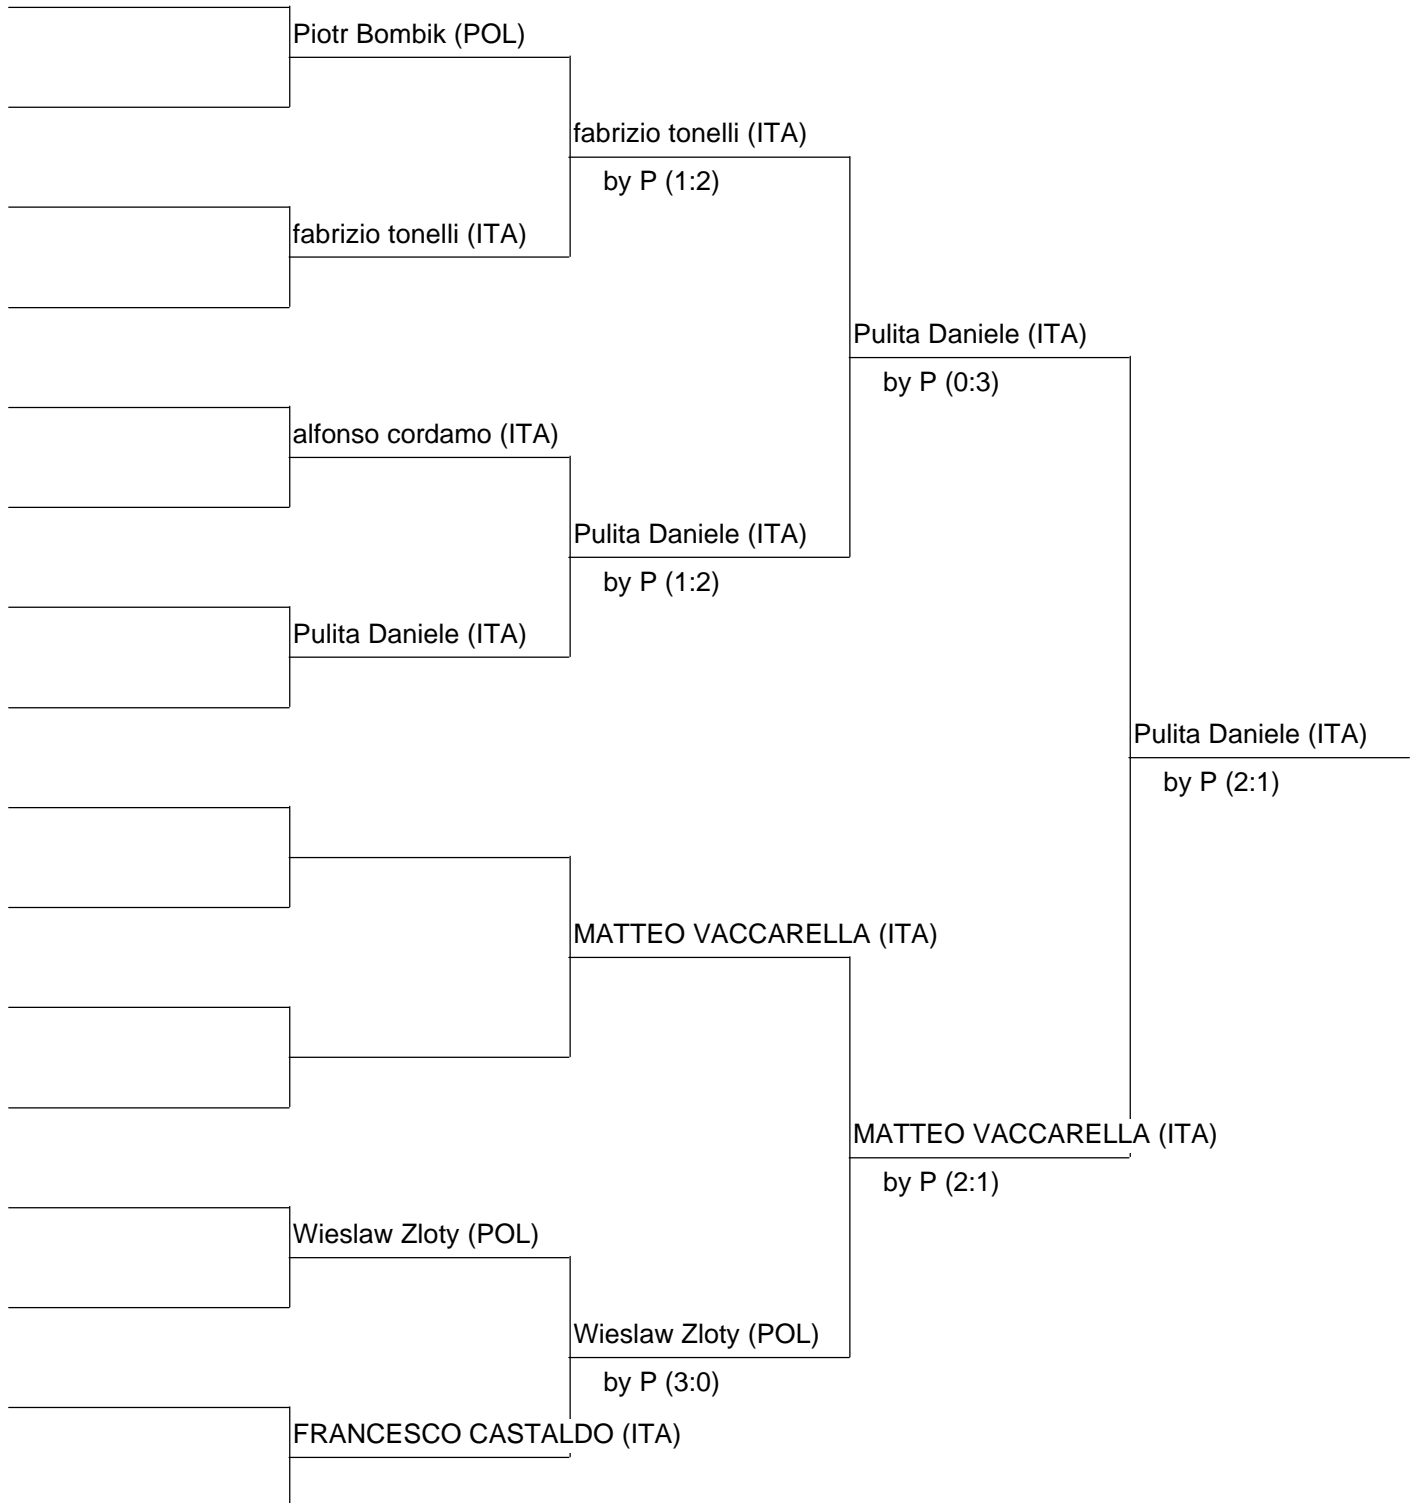 Piotr Bombik (POL)
fabrizio tonelli (ITA)
by P (1:2)
fabrizio tonelli (ITA)
Pulita Daniele (ITA)
by P (0:3)
alfonso cordamo (ITA)
Pulita Daniele (ITA)
by P (1:2)
Pulita Daniele (ITA)
Pulita Daniele (ITA)
by P (2:1)
MATTEO VACCARELLA (ITA)
MATTEO VACCARELLA (ITA)
by P (2:1)
Wieslaw Zloty (POL)
Wieslaw Zloty (POL)
by P (3:0)
FRANCESCO CASTALDO (ITA)